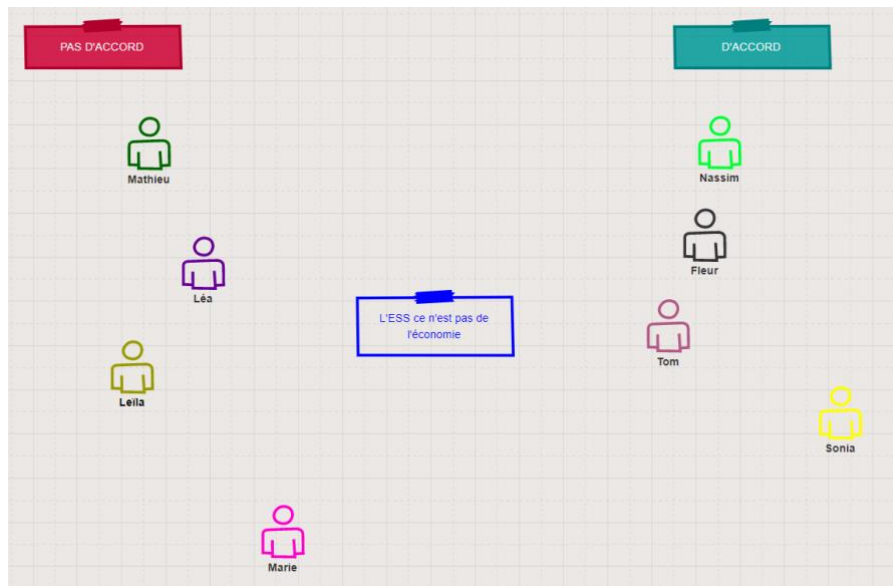 PAS D'ACCORD
D'ACCORD
Mathieu
Nassim
Fleur
Léa
L'ESS ce n'est pas de
l'économie
Tom
Leila
Sonia
Marie